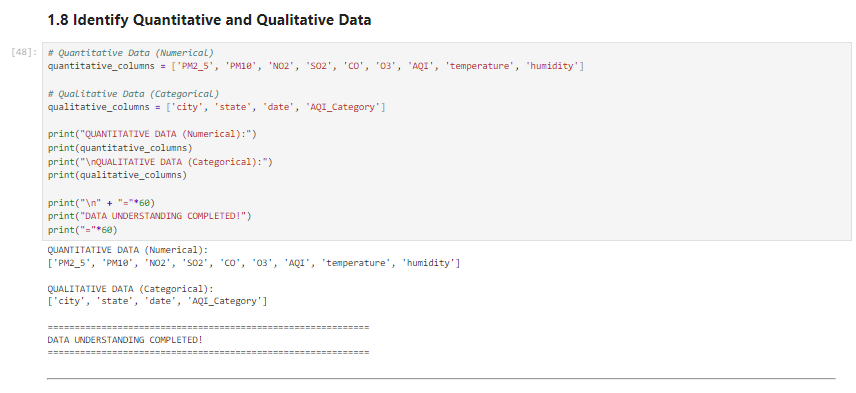 1.8 Identify Quantitative and Qualitative Data
[48]:
# Quantitative Data (Numerical)
quantitative_columns = ['PM2_5', 'PM10', 'NO2', 'SO2', 'CO', 'O3', 'AQI', 'temperature', 'humidity']
# Qualitative Data (Categorical)
qualitative_columns = ['city', 'state', 'date', 'AQI_Category']
print("QUANTITATIVE DATA (Numerical):")
print(quantitative_columns)
print("\nQUALITATIVE DATA (Categorical):")
print(qualitative_columns)
print("\n" + "="*60)
print("DATA UNDERSTANDING COMPLETED!")
print("="*60)
QUANTITATIVE DATA (Numerical):
['PM2_5', 'PM10', 'NO2', 'SO2', 'CO', 'O3', 'AQI', 'temperature', 'humidity']
QUALITATIVE DATA (Categorical):
['city', 'state', 'date', 'AQI_Category']
============================================================
DATA UNDERSTANDING COMPLETED!
============================================================